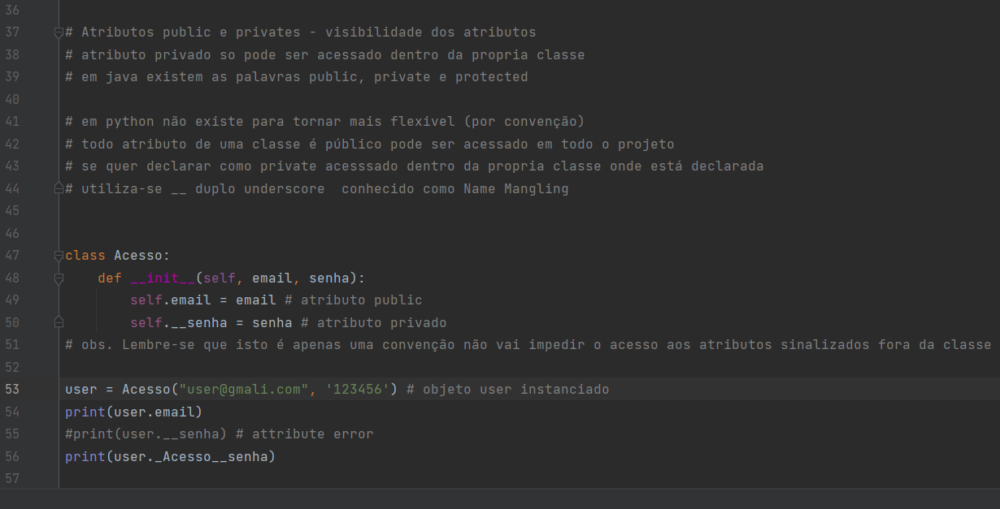 36
37 # Atributos public e privates - visibilidade dos atributos
38 # atributo privado so pode ser acessado dentro da propria classe
39 # em java existem as palavras public, private e protected
40
41 # em python não existe para tornar mais flexivel (por convenção)
42 # todo atributo de uma classe é público pode ser acessado em todo o projeto
43 # se quer declarar como private acesssado dentro da propria classe onde está declarada
44 # utiliza-se __ duplo underscore  conhecido como Name Mangling
45
46
47 class Acesso:
48     def __init__(self, email, senha):
49         self.email = email # atributo public
50         self.__senha = senha # atributo privado
51 # obs. Lembre-se que isto é apenas uma convenção não vai impedir o acesso aos atributos sinalizados fora da classe
52
53 user = Acesso("user@gmali.com", '123456') # objeto user instanciado
54 print(user.email)
55 #print(user.__senha) # attribute error
56 print(user._Acesso__senha)
57